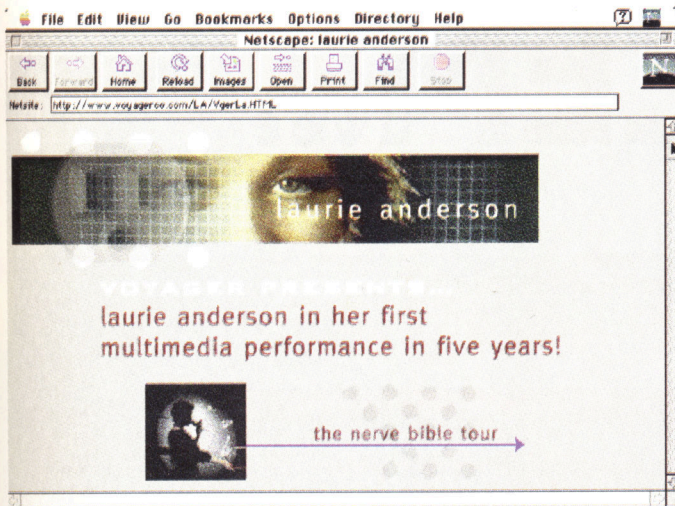 File Edit View Go Bookmarks Options Directory Help
Netscape: laurie anderson
Back Forward Home Reload Images Open Print Find Stop
N
Netsite: http://www.voyagerco.com/LA/VgerLa.HTML
laurie anderson
VOYAGER PRESENTS...
laurie anderson in her first
multimedia performance in five years!
the nerve bible tour